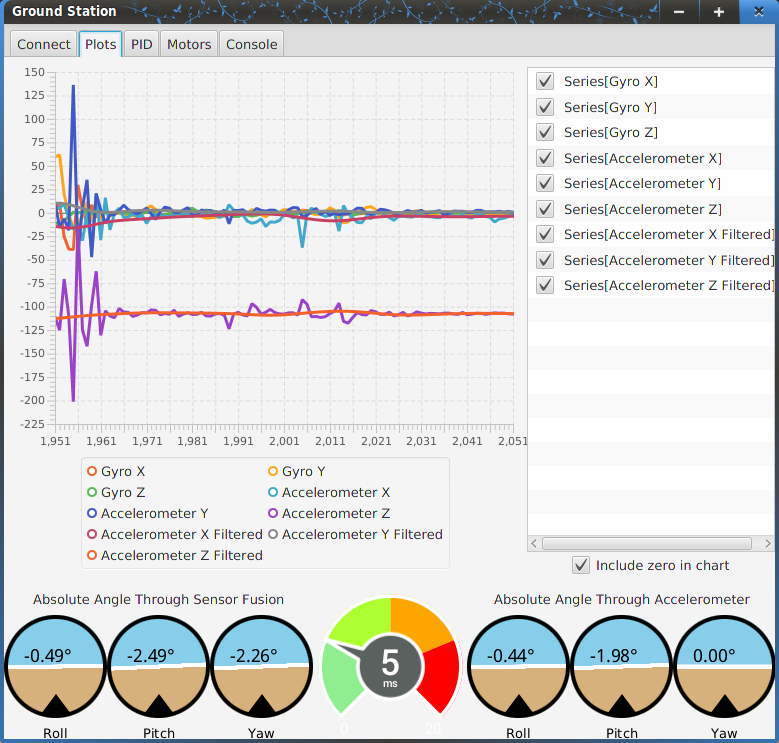 Ground Station
Connect Plots PID Motors Console
150
125
100
75
50
25
0
-25
-50
-75
-100
-125
-150
-175
-200
-225
1,951 1,961 1,971 1,981 1,991 2,001 2,011 2,021 2,031 2,041 2,051
Series[Gyro X]
Series[Gyro Y]
Series[Gyro Z]
Series[Accelerometer X]
Series[Accelerometer Y]
Series[Accelerometer Z]
Series[Accelerometer X Filtered]
Series[Accelerometer Y Filtered]
Series[Accelerometer Z Filtered]
Gyro X Gyro Y
Gyro Z Accelerometer X
Accelerometer Y Accelerometer Z
Accelerometer X Filtered Accelerometer Y Filtered
Accelerometer Z Filtered
Include zero in chart
Absolute Angle Through Sensor Fusion
-0.49° -2.49° -2.26°
Roll Pitch Yaw
5
ms
0 20
Absolute Angle Through Accelerometer
-0.44° -1.98° 0.00°
Roll Pitch Yaw